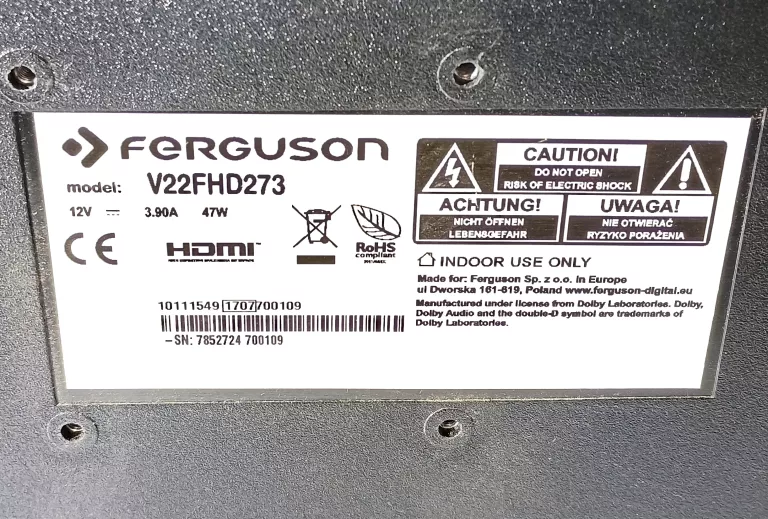 FERGUSON
model: V22FHD273
12V ⎓ 3.90A 47W
CE
HDMI™
RoHS
compliant
CAUTION!
DO NOT OPEN
RISK OF ELECTRIC SHOCK
ACHTUNG!
NICHT ÖFFNEN
LEBENSGEFAHR
UWAGA!
NIE OTWIERAĆ
RYZYKO PORAŻENIA
INDOOR USE ONLY
Made for: Ferguson Sp. z o.o. in Europe
ul Dworska 161-619, Poland www.ferguson-digital.eu
Manufactured under license from Dolby Laboratories. Dolby,
Dolby Audio and the double-D symbol are trademarks of
Dolby Laboratories.
10111549 1707 700109
-SN: 7852724 700109